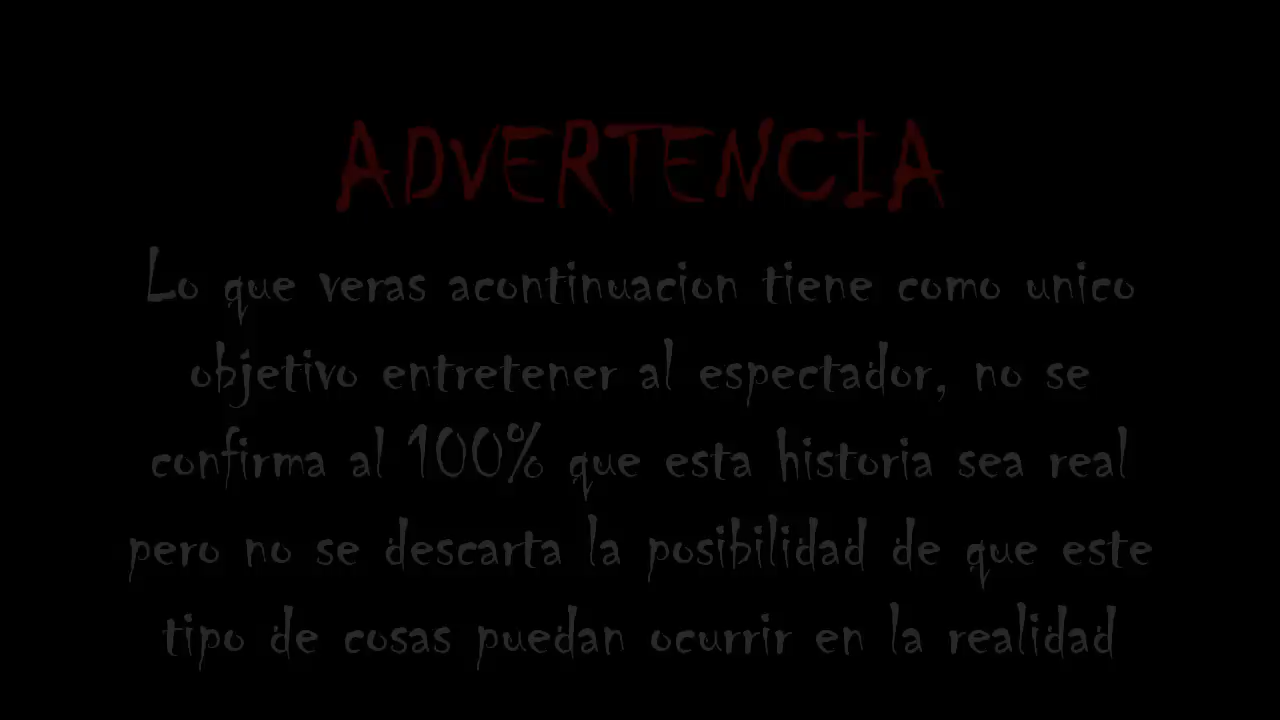 ADVERTENCIA
Lo que veras acontinuacion tiene como unico
objetivo entretener al espectador, no se
confirma al 100% que esta historia sea real
pero no se descarta la posibilidad de que este
tipo de cosas puedan ocurrir en la realidad